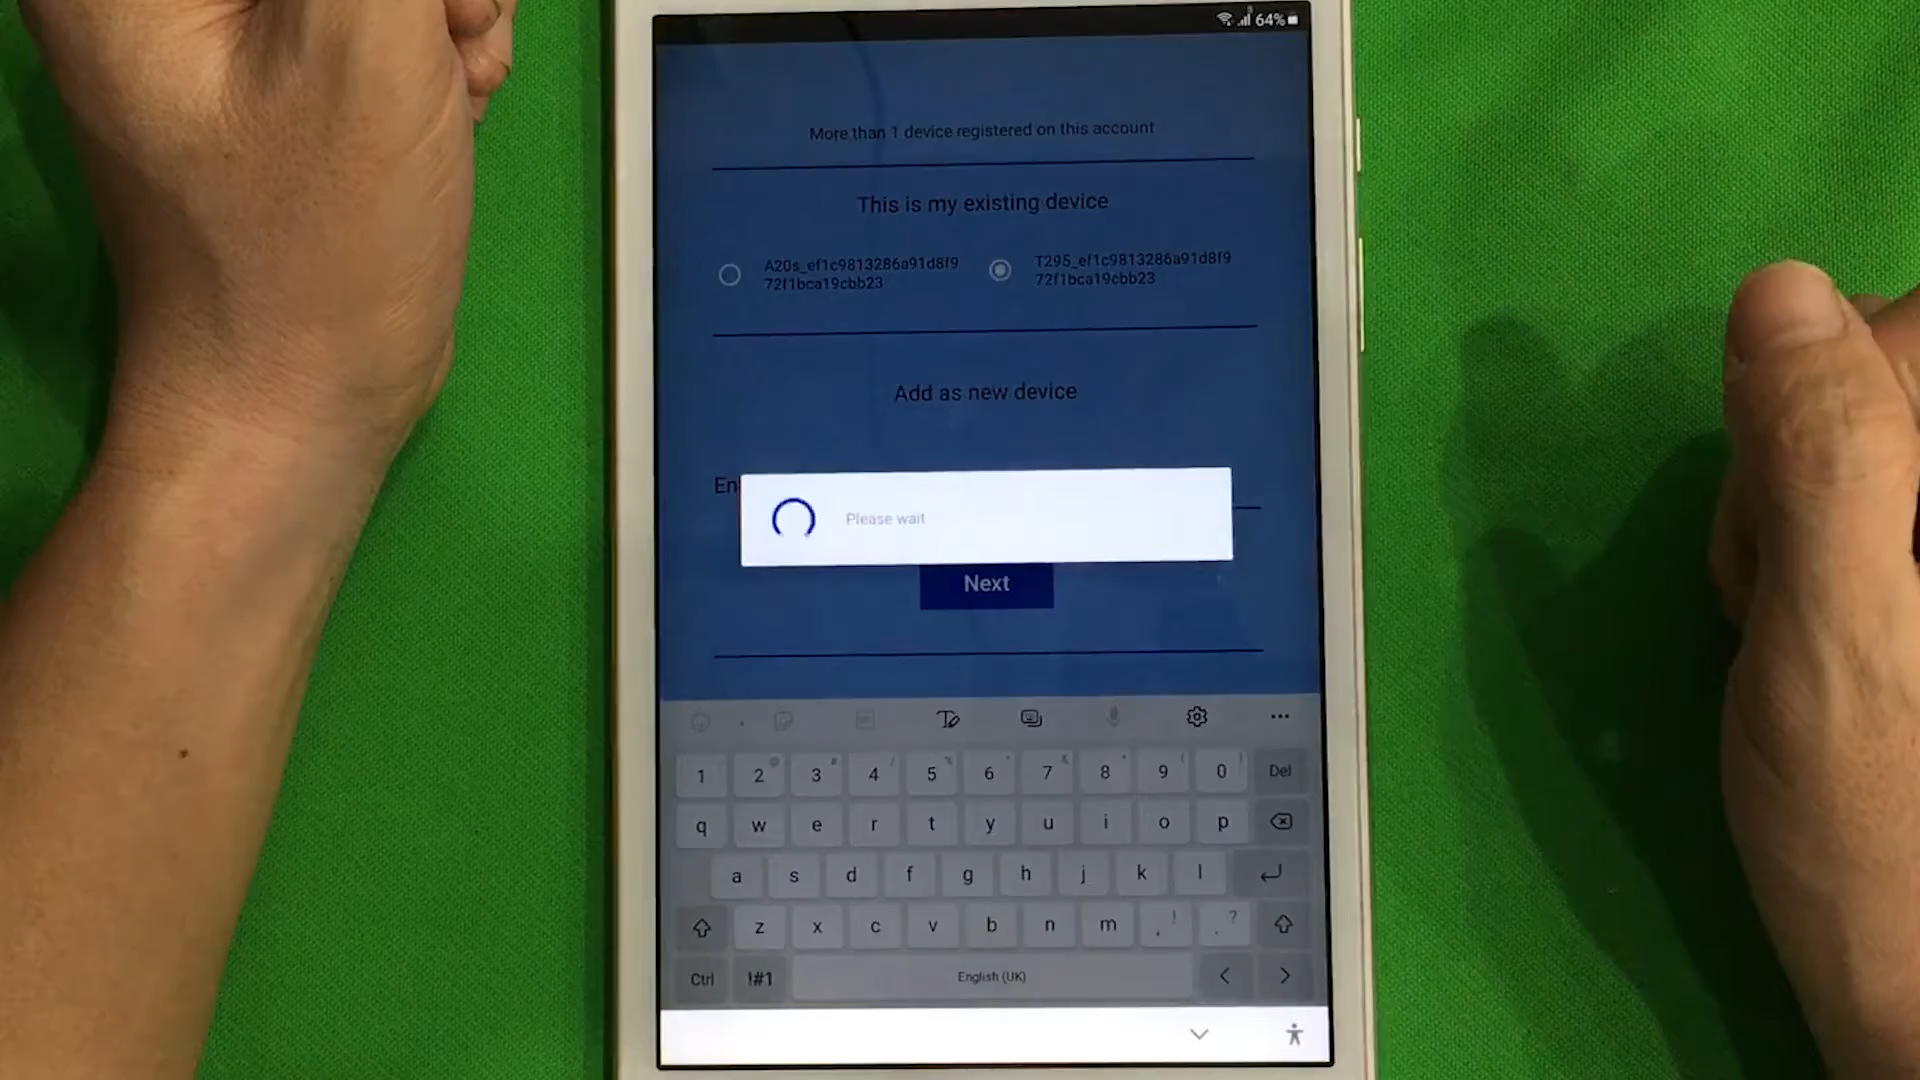 64%
More than 1 device registered on this account
This is my existing device
A20s_ef1c9813286a91d8f9
72f1bca19cbb23
T295_ef1c9813286a91d8f9
72f1bca19cbb23
Add as new device
Please wait
Next
1 2 3 4 5 6 7 8 9 0 Del
q w e r t y u i o p
a s d f g h j k l
z x c v b n m , ! . ?
Ctrl !#1 English (UK) < >